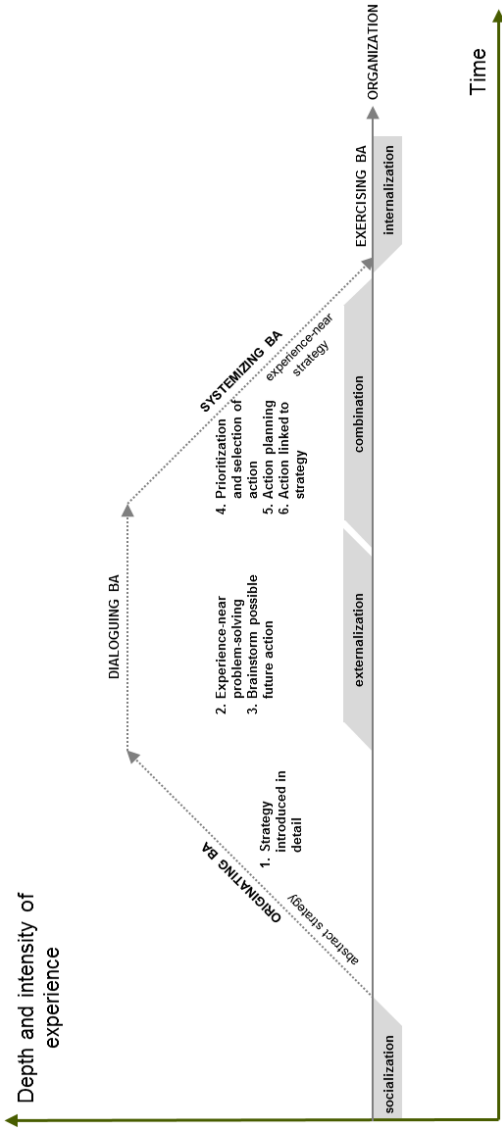 Depth and intensity of
experience
DIALOGUING BA
ORIGINATING BA
abstract strategy
1. Strategy
introduced in
detail
2. Experience-near
problem-solving
3. Brainstorm possible
future action
SYSTEMIZING BA
experience-near
strategy
4. Prioritization
and selection of
action
5. Action planning
6. Action linked to
strategy
EXERCISING BA
ORGANIZATION
socialization
externalization
combination
internalization
Time